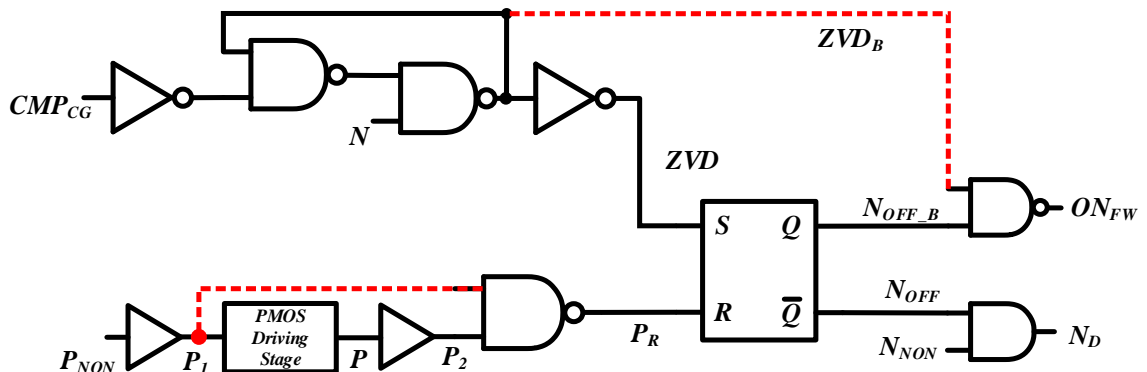 ZVD_B
CMP_CG
N
ZVD
S
Q
N_OFF_B
ON_FW
R
Q̅
N_OFF
N_NON
N_D
P_NON
P_1
PMOS
Driving
Stage
P
P_2
P_R